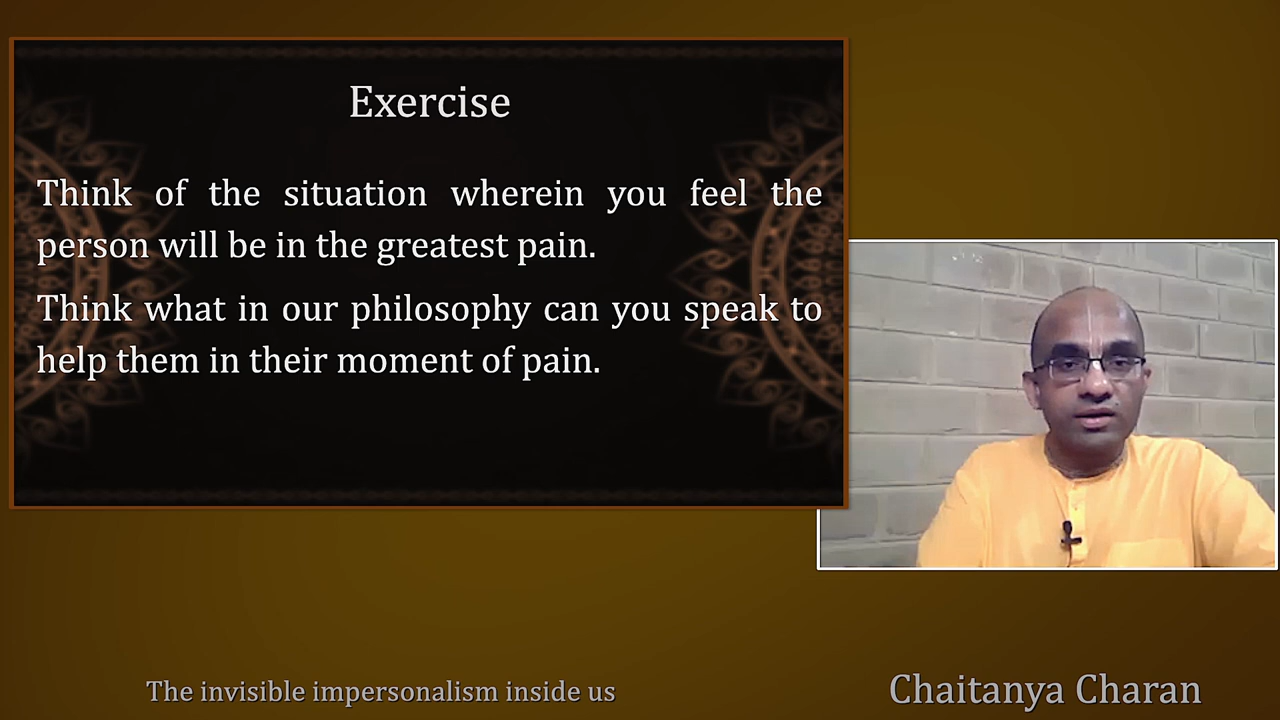 Exercise
Think of the situation wherein you feel the
person will be in the greatest pain.
Think what in our philosophy can you speak to
help them in their moment of pain.
The invisible impersonalism inside us
Chaitanya Charan